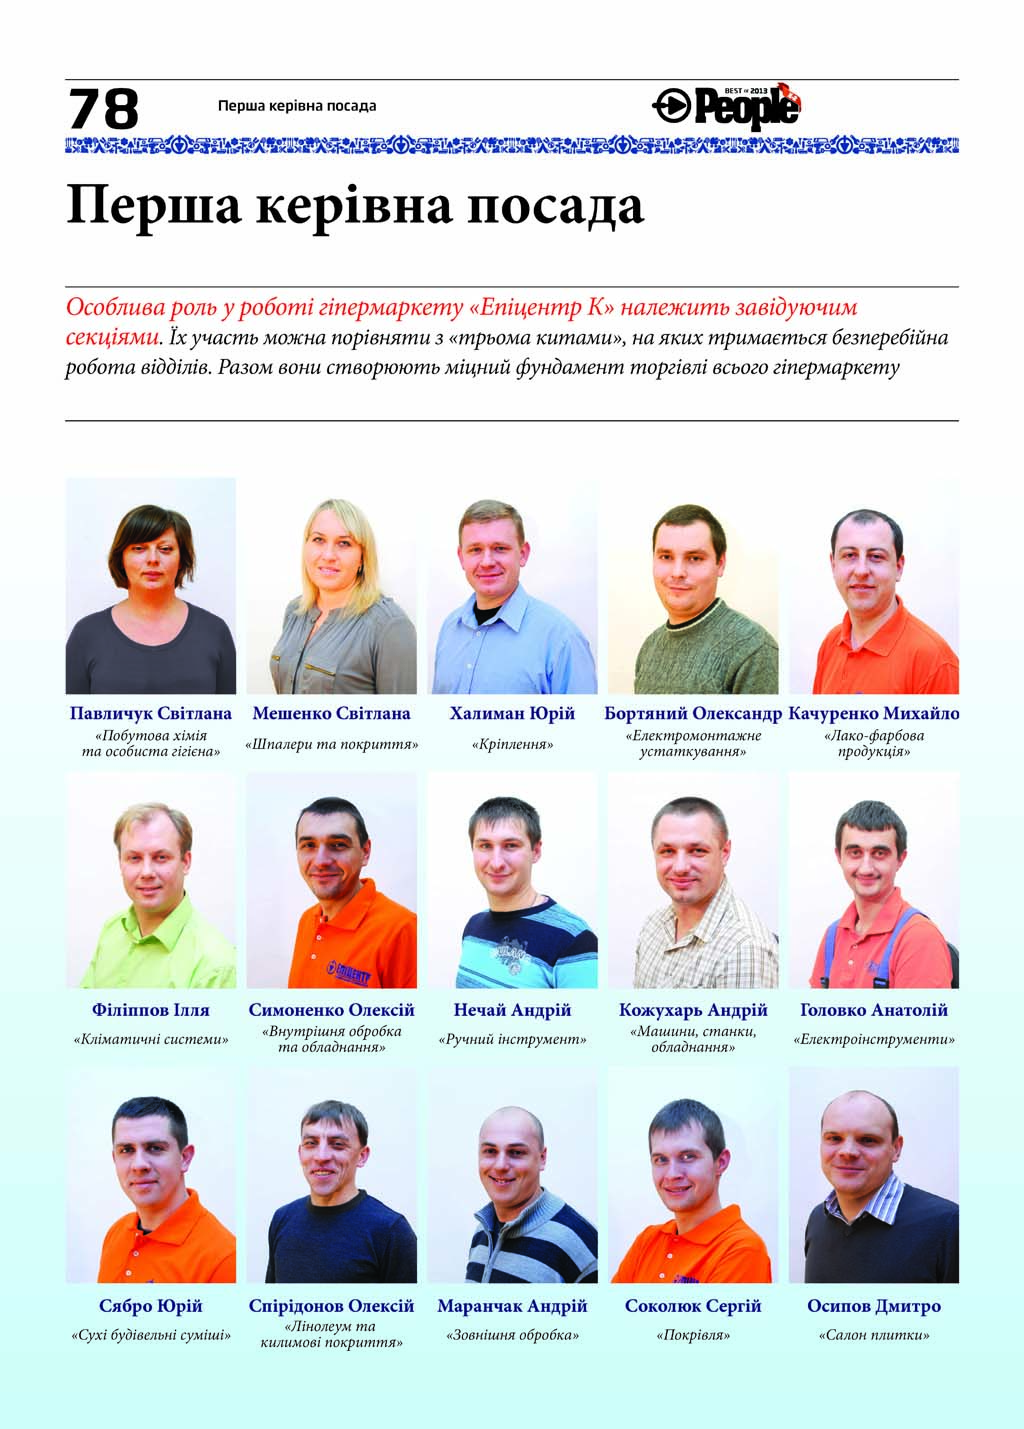 78
Перша керівна посада
BEST OF 2013
People
Перша керівна посада
Особлива роль у роботі гіпермаркету «Епіцентр К» належить завідуючим
секціями. Їх участь можна порівняти з «трьома китами», на яких тримається безперебійна
робота відділів. Разом вони створюють міцний фундамент торгівлі всього гіпермаркету
Павличук Світлана
«Побутова хімія
та особиста гігієна»
Мешенко Світлана
«Шпалери та покриття»
Халиман Юрій
«Кріплення»
Бортяний Олександр
«Електромонтажне
устаткування»
Качуренко Михайло
«Лако-фарбова
продукція»
ЕПІЦЕНТР
Філіппов Ілля
«Кліматичні системи»
Симоненко Олексій
«Внутрішня обробка
та обладнання»
Нечай Андрій
«Ручний інструмент»
Кожухарь Андрій
«Машини, станки,
обладнання»
Головко Анатолій
«Електроінструменти»
Сябро Юрій
«Сухі будівельні суміші»
Спірідонов Олексій
«Лінолеум та
килимові покриття»
Маранчак Андрій
«Зовнішня обробка»
Соколюк Сергій
«Покрівля»
Осипов Дмитро
«Салон плитки»